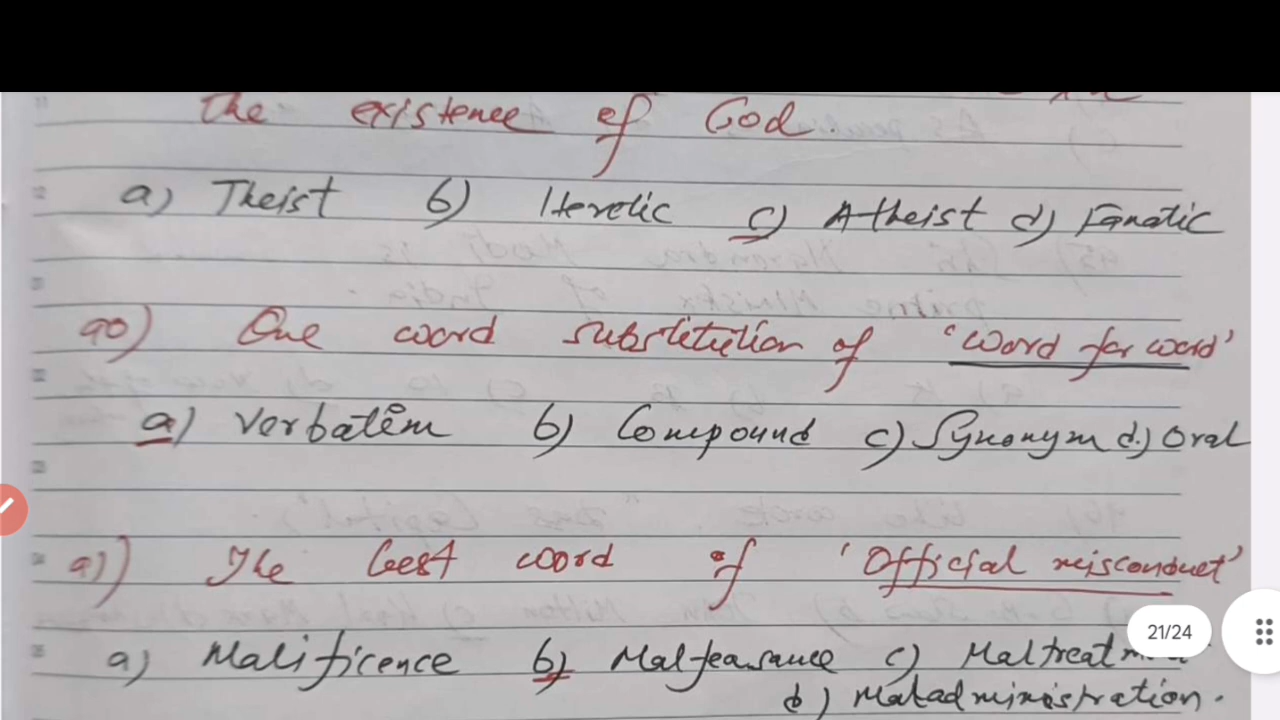 the existence of God.
a) Theist b) Heretic c) Atheist d) Fanatic
90) One word substitution of 'word for word'
a) Verbatim b) Compound c) Synonym d) Oral
91) The best word of 'Official misconduct'
a) Malificence b) Malfeasance c) Maltreat
d) Maladministration.
21/24